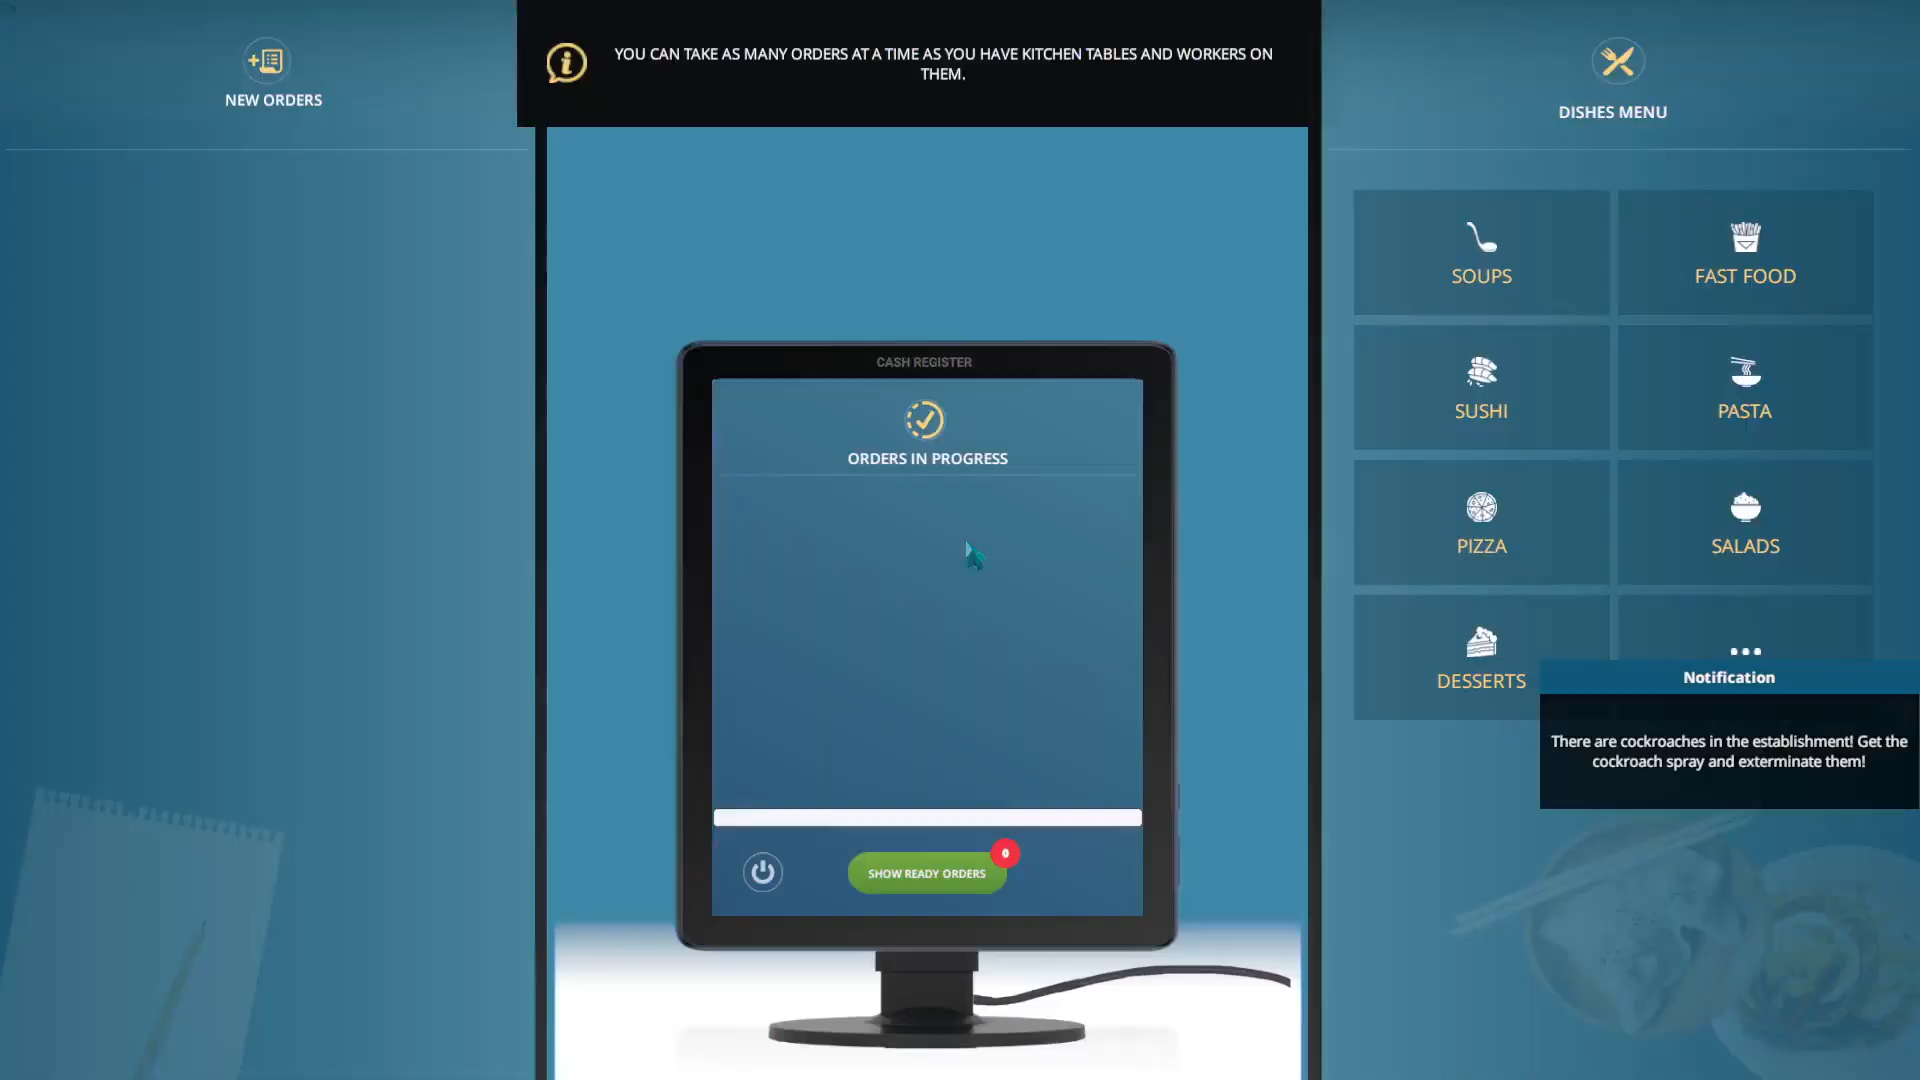 NEW ORDERS
YOU CAN TAKE AS MANY ORDERS AT A TIME AS YOU HAVE KITCHEN TABLES AND WORKERS ON
THEM.
DISHES MENU
CASH REGISTER
ORDERS IN PROGRESS
0
SHOW READY ORDERS
SOUPS
FAST FOOD
SUSHI
PASTA
PIZZA
SALADS
DESSERTS
Notification
There are cockroaches in the establishment! Get the
cockroach spray and exterminate them!